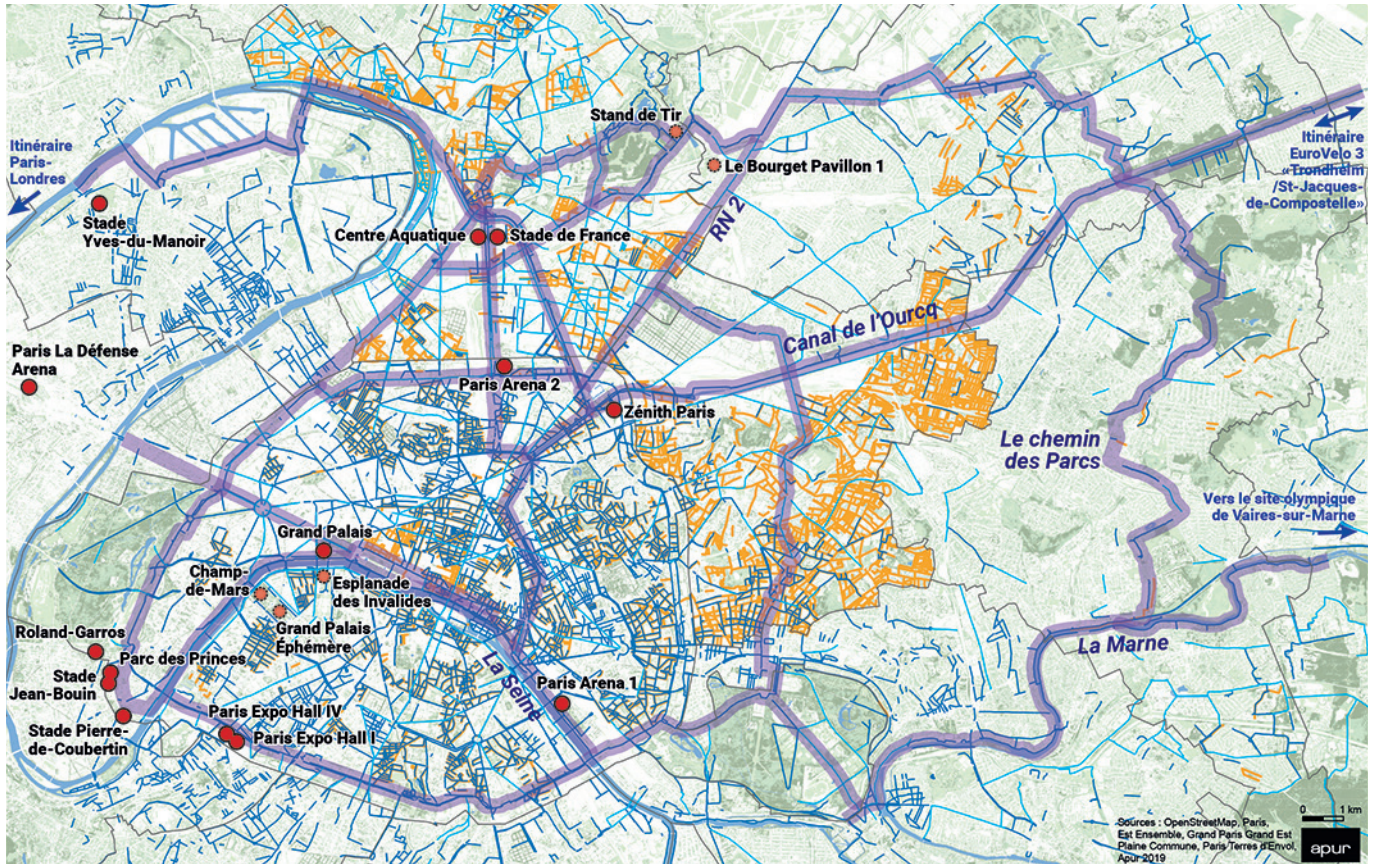 Stand de Tir
Itinéraire
Paris-
Londres
Le Bourget Pavillon 1
Itinéraire
EuroVelo 3
«Trondheim
/St-Jacques-
de-Compostelle»
Stade
Yves-du-Manoir
RN 2
Centre Aquatique
Stade de France
Canal de l'Ourcq
Paris La Défense
Arena
Paris Arena 2
Zénith Paris
Le chemin
des Parcs
Vers le site olympique
de Vaires-sur-Marne
Grand Palais
Champ-
de-Mars
Esplanade
des Invalides
Grand Palais
Éphémère
Roland-Garros
Parc des Princes
Stade
Jean-Bouin
La Seine
La Marne
Paris Arena 1
Stade Pierre-
de-Coubertin
Paris Expo Hall IV
Paris Expo Hall I
0 1 km
Sources : OpenStreetMap, Paris,
Est Ensemble, Grand Paris Grand Est
Plaine Commune, Paris Terres d'Envol,
Apur 2019
apur